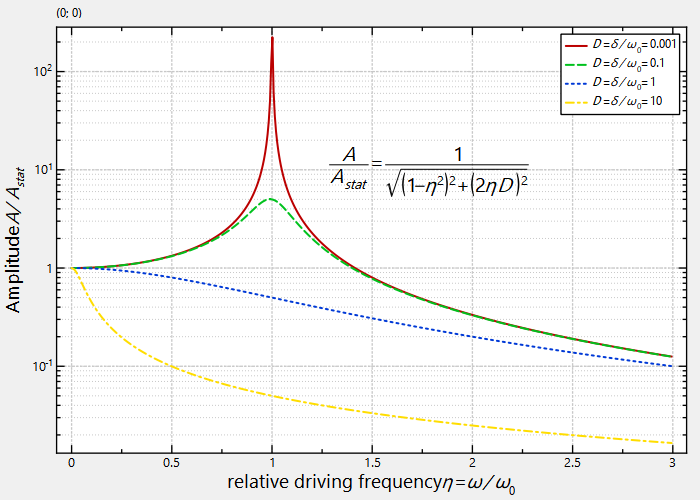 (0; 0)
D=δ/ω₀=0.001
D=δ/ω₀=0.1
D=δ/ω₀=1
D=δ/ω₀=10
A/A_stat = 1/√((1−η²)²+(2ηD)²)
Amplitude A/A_stat
10²
10¹
1
10⁻¹
0 0.5 1 1.5 2 2.5 3
relative driving frequency η=ω/ω₀